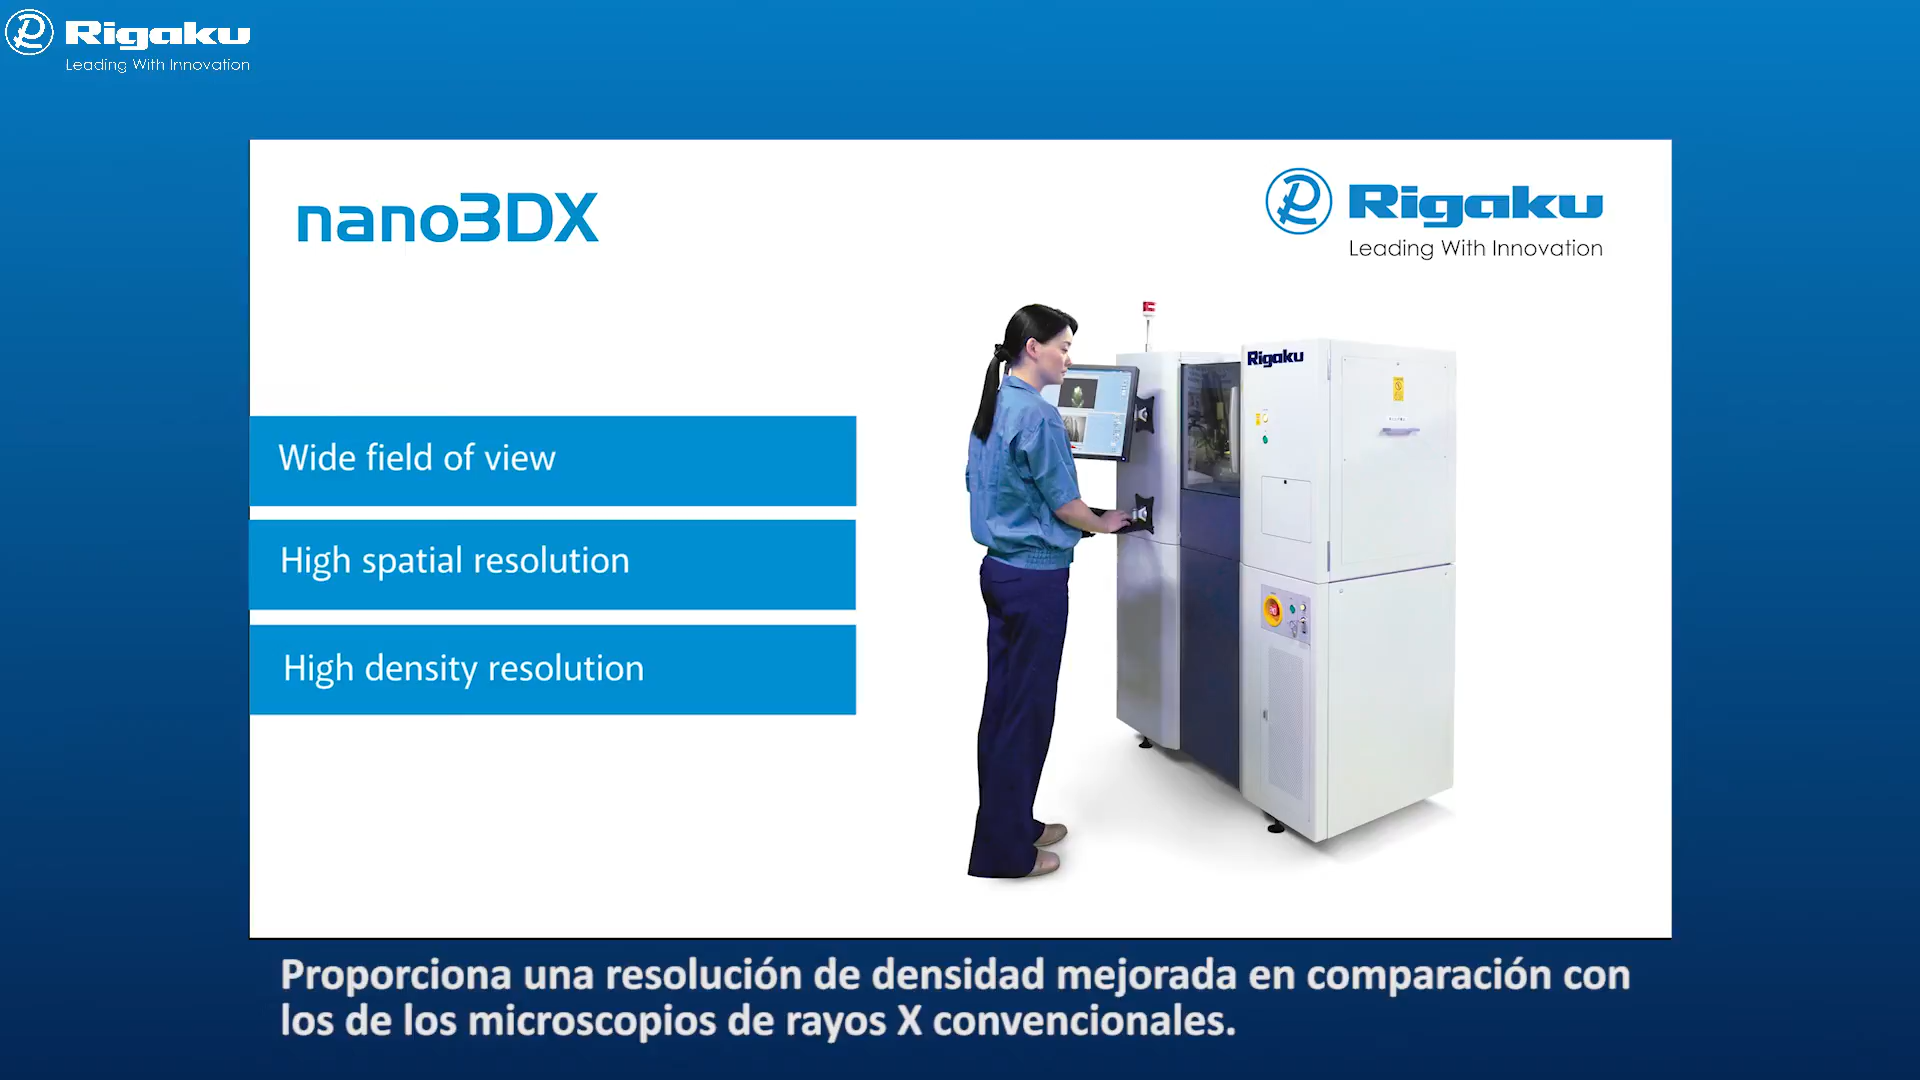 Rigaku
Leading With Innovation
nano3DX
Rigaku
Leading With Innovation
Rigaku
Wide field of view
High spatial resolution
High density resolution
Proporciona una resolución de densidad mejorada en comparación con
los de los microscopios de rayos X convencionales.